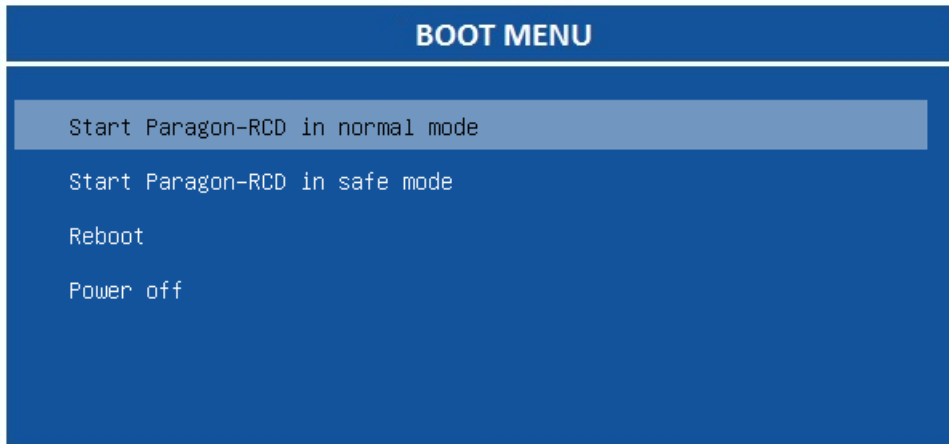 BOOT MENU
Start Paragon-RCD in normal mode
Start Paragon-RCD in safe mode
Reboot
Power off